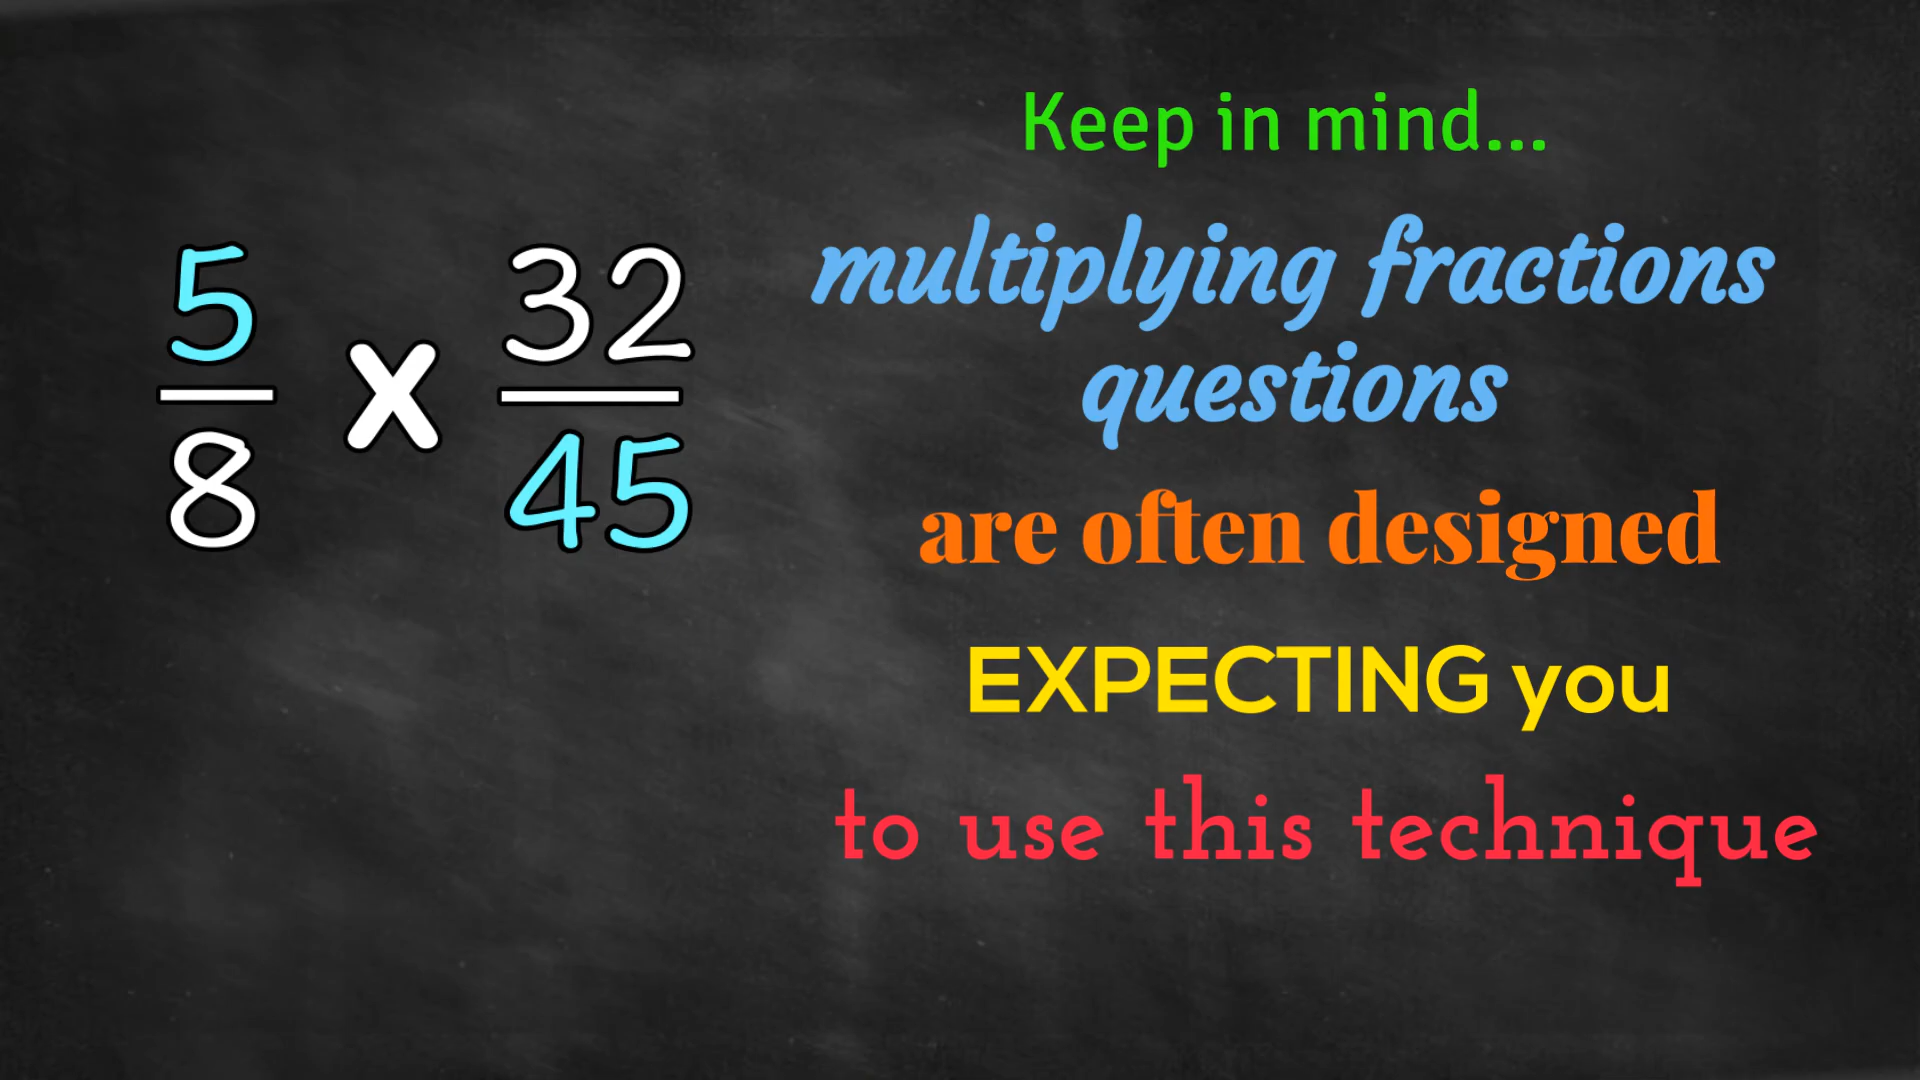 5/8 x 32/45
Keep in mind...
multiplying fractions
questions
are often designed
EXPECTING you
to use this technique